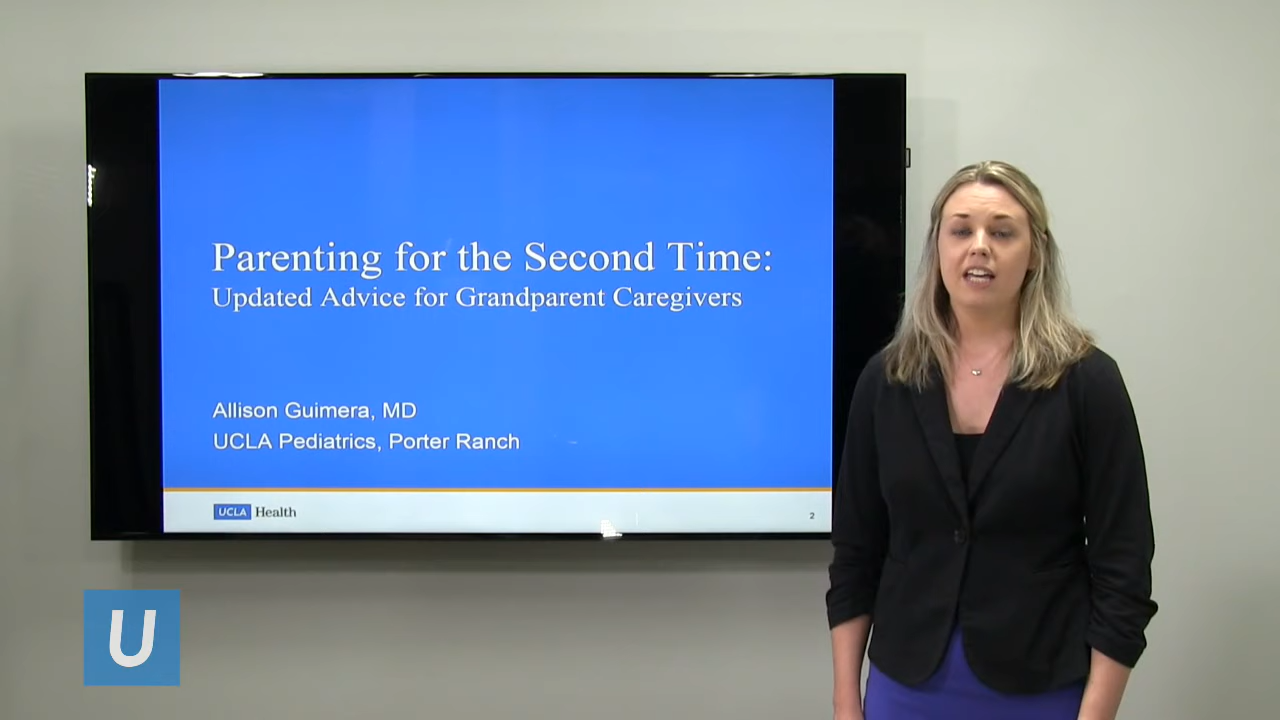 Parenting for the Second Time:
Updated Advice for Grandparent Caregivers
Allison Guimera, MD
UCLA Pediatrics, Porter Ranch
UCLA Health
2
U